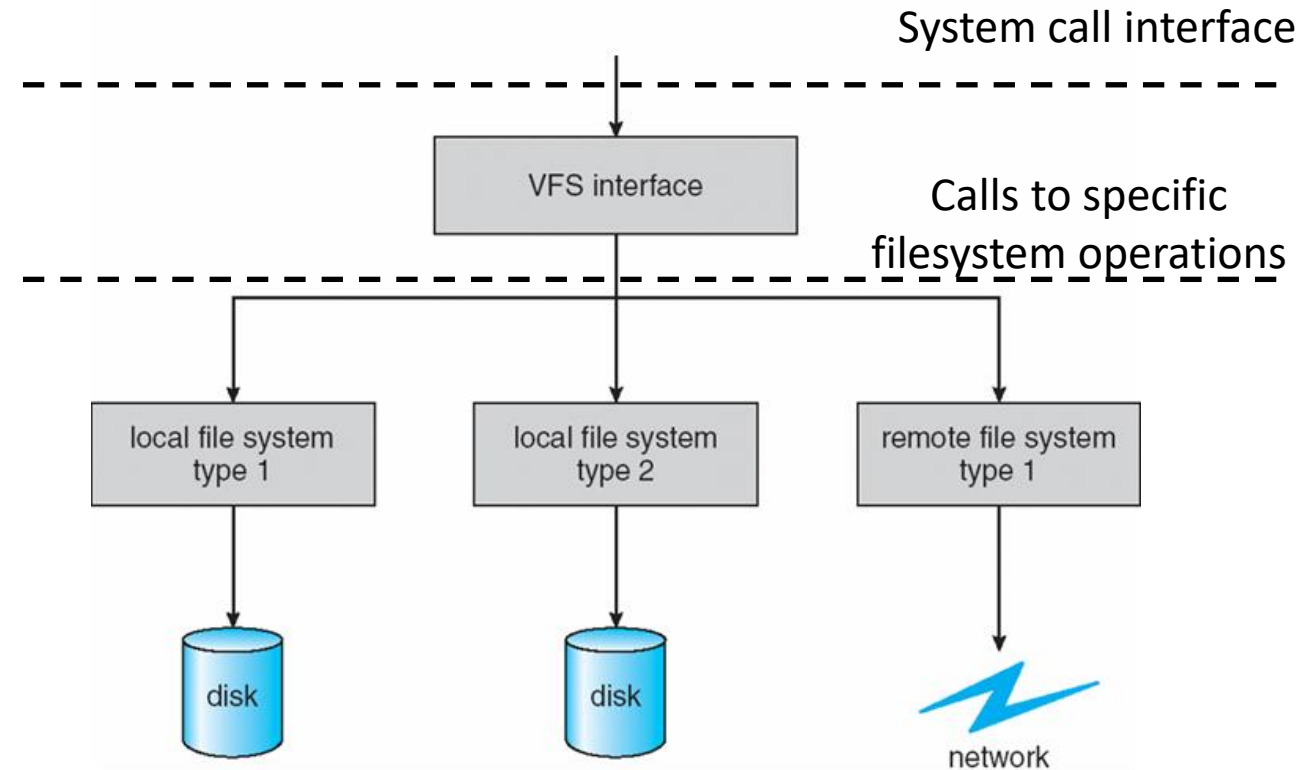 System call interface
VFS interface
Calls to specific
filesystem operations
local file system
type 1
local file system
type 2
remote file system
type 1
disk
disk
network